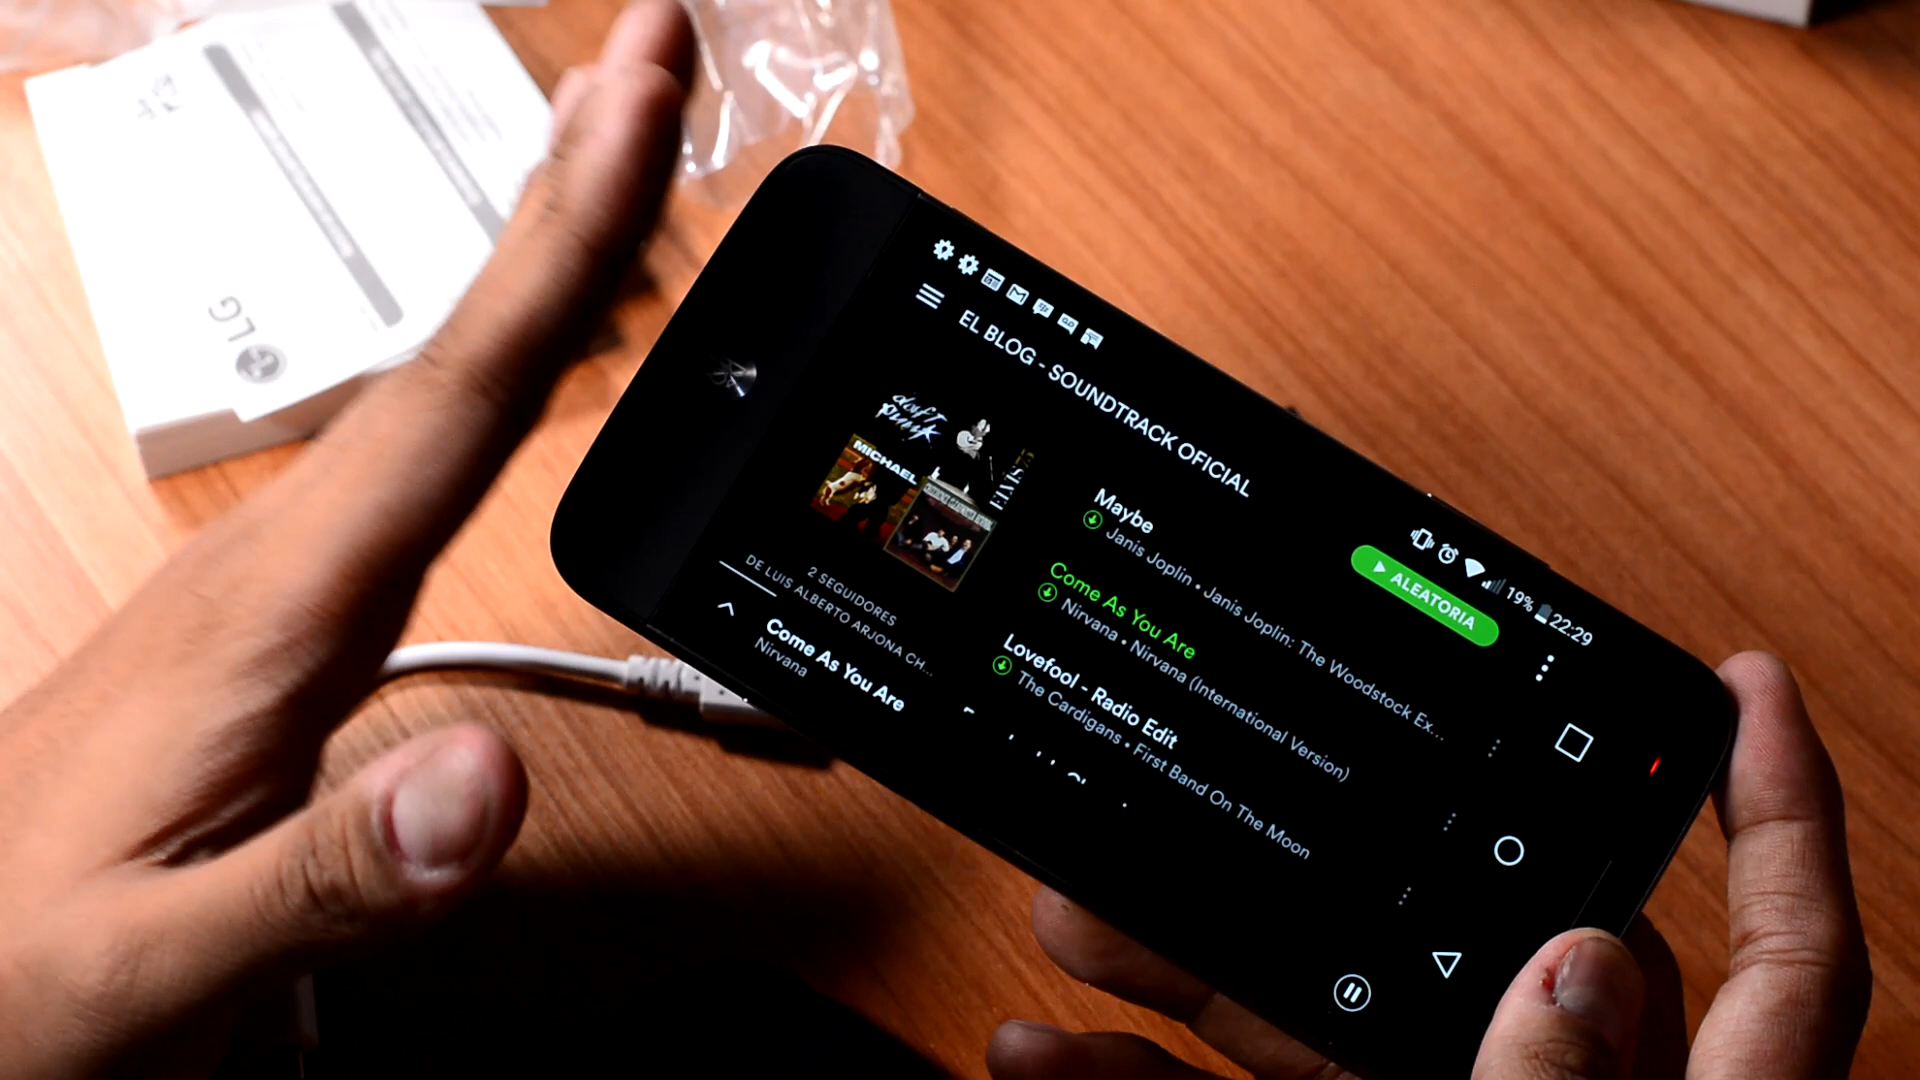 LG
19% 22:29
EL BLOG - SOUNDTRACK OFICIAL
daft punk
MICHAEL
ELVIS 75
2 SEGUIDORES
DE LUIS ALBERTO ARJONA CH...
ALEATORIA
Maybe
Janis Joplin • Janis Joplin: The Woodstock Ex...
Come As You Are
Nirvana • Nirvana (International Version)
Lovefool - Radio Edit
The Cardigans • First Band On The Moon
Come As You Are
Nirvana